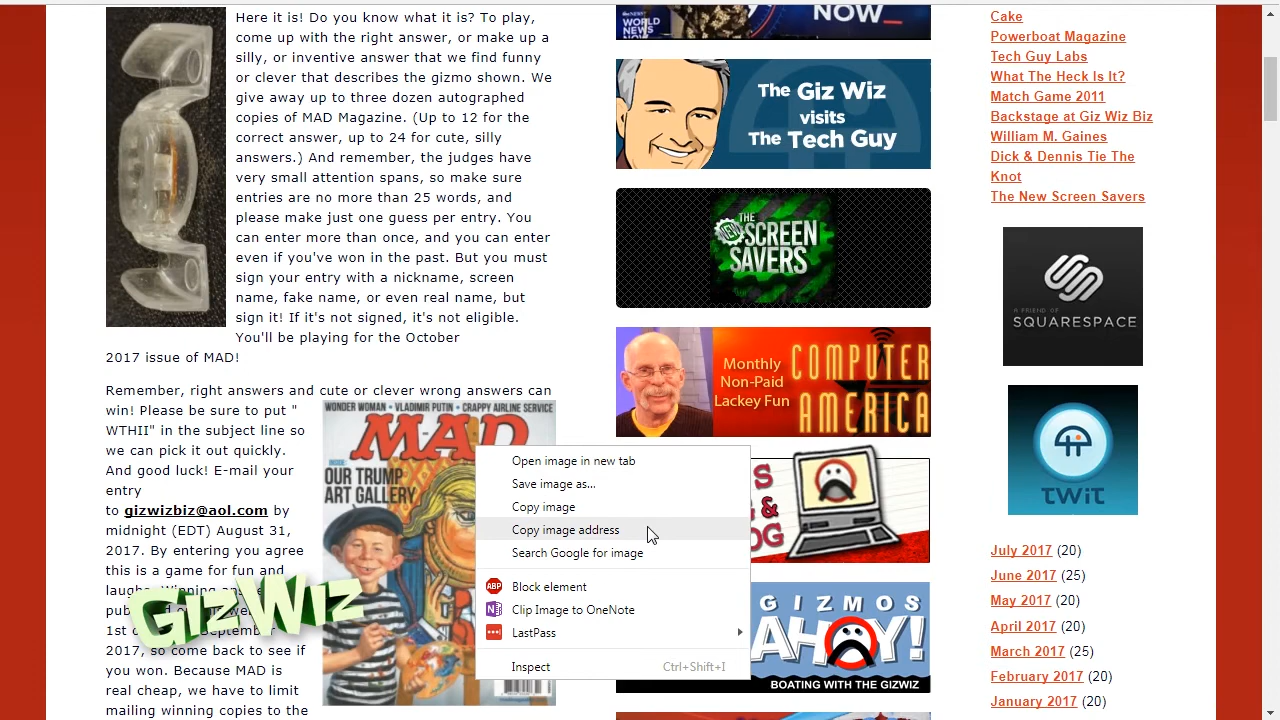 Here it is! Do you know what it is? To play,
come up with the right answer, or make up a
silly, or inventive answer that we find funny
or clever that describes the gizmo shown. We
give away up to three dozen autographed
copies of MAD Magazine. (Upto 12 for the
correct answer, up to 24 for cute, silly
answers.) And remember, the judges have
very small attention spans, so make sure
entries are no more than 25 words, and
please make just one guess per entry. You
can enter more than once, and you can enter
even if you've won in the past. But you must
sign your entry with a nickname, screen
name, fake name, or even real name, but
sign it! If it's not signed, it's not eligible.
You'll be playing for the October
2017 issue of MAD!
Remember, right answers and cute or clever wrong answers can
win! Please be sure to put "
WTHII" in the subject line so
we can pick it out quickly.
And good luck! E-mail your
entry
to gizwizbiz@aol.com by
midnight (EDT) August 31,
2017. By entering you agree
this is a game for fun and
1st
2017, so come back to see if
you won. Because MAD is
real cheap, we have to limit
mailing winning copies to the
GizWiz
WONDER WOMAN • VLADIMIR PUTIN • CRAPPY AIRLINE SERVICE
MAD
INSIDE:
OUR TRUMP
ART GALLERY
Open image in new tab
Save image as...
Copy image
Copy image address
Search Google for image
ABP Block element
Clip Image to OneNote
LastPass
Inspect Ctrl+Shift+I
WORLD
NEWS
NOW
NOW
The Giz Wiz
visits
The Tech Guy
THE
NEW
SCREEN
SAVERS
Monthly
Non-Paid
Lackey Fun
COMPUTER
AMERICA
GIZMOS
AHOY!
BOATING WITH THE GIZWIZ
Cake
Powerboat Magazine
Tech Guy Labs
What The Heck Is It?
Match Game 2011
Backstage at Giz Wiz Biz
William M. Gaines
Dick & Dennis Tie The
Knot
The New Screen Savers
A FRIEND OF
SQUARESPACE
TWiT
July 2017 (20)
June 2017 (25)
May 2017 (20)
April 2017 (20)
March 2017 (25)
February 2017 (20)
January 2017 (20)